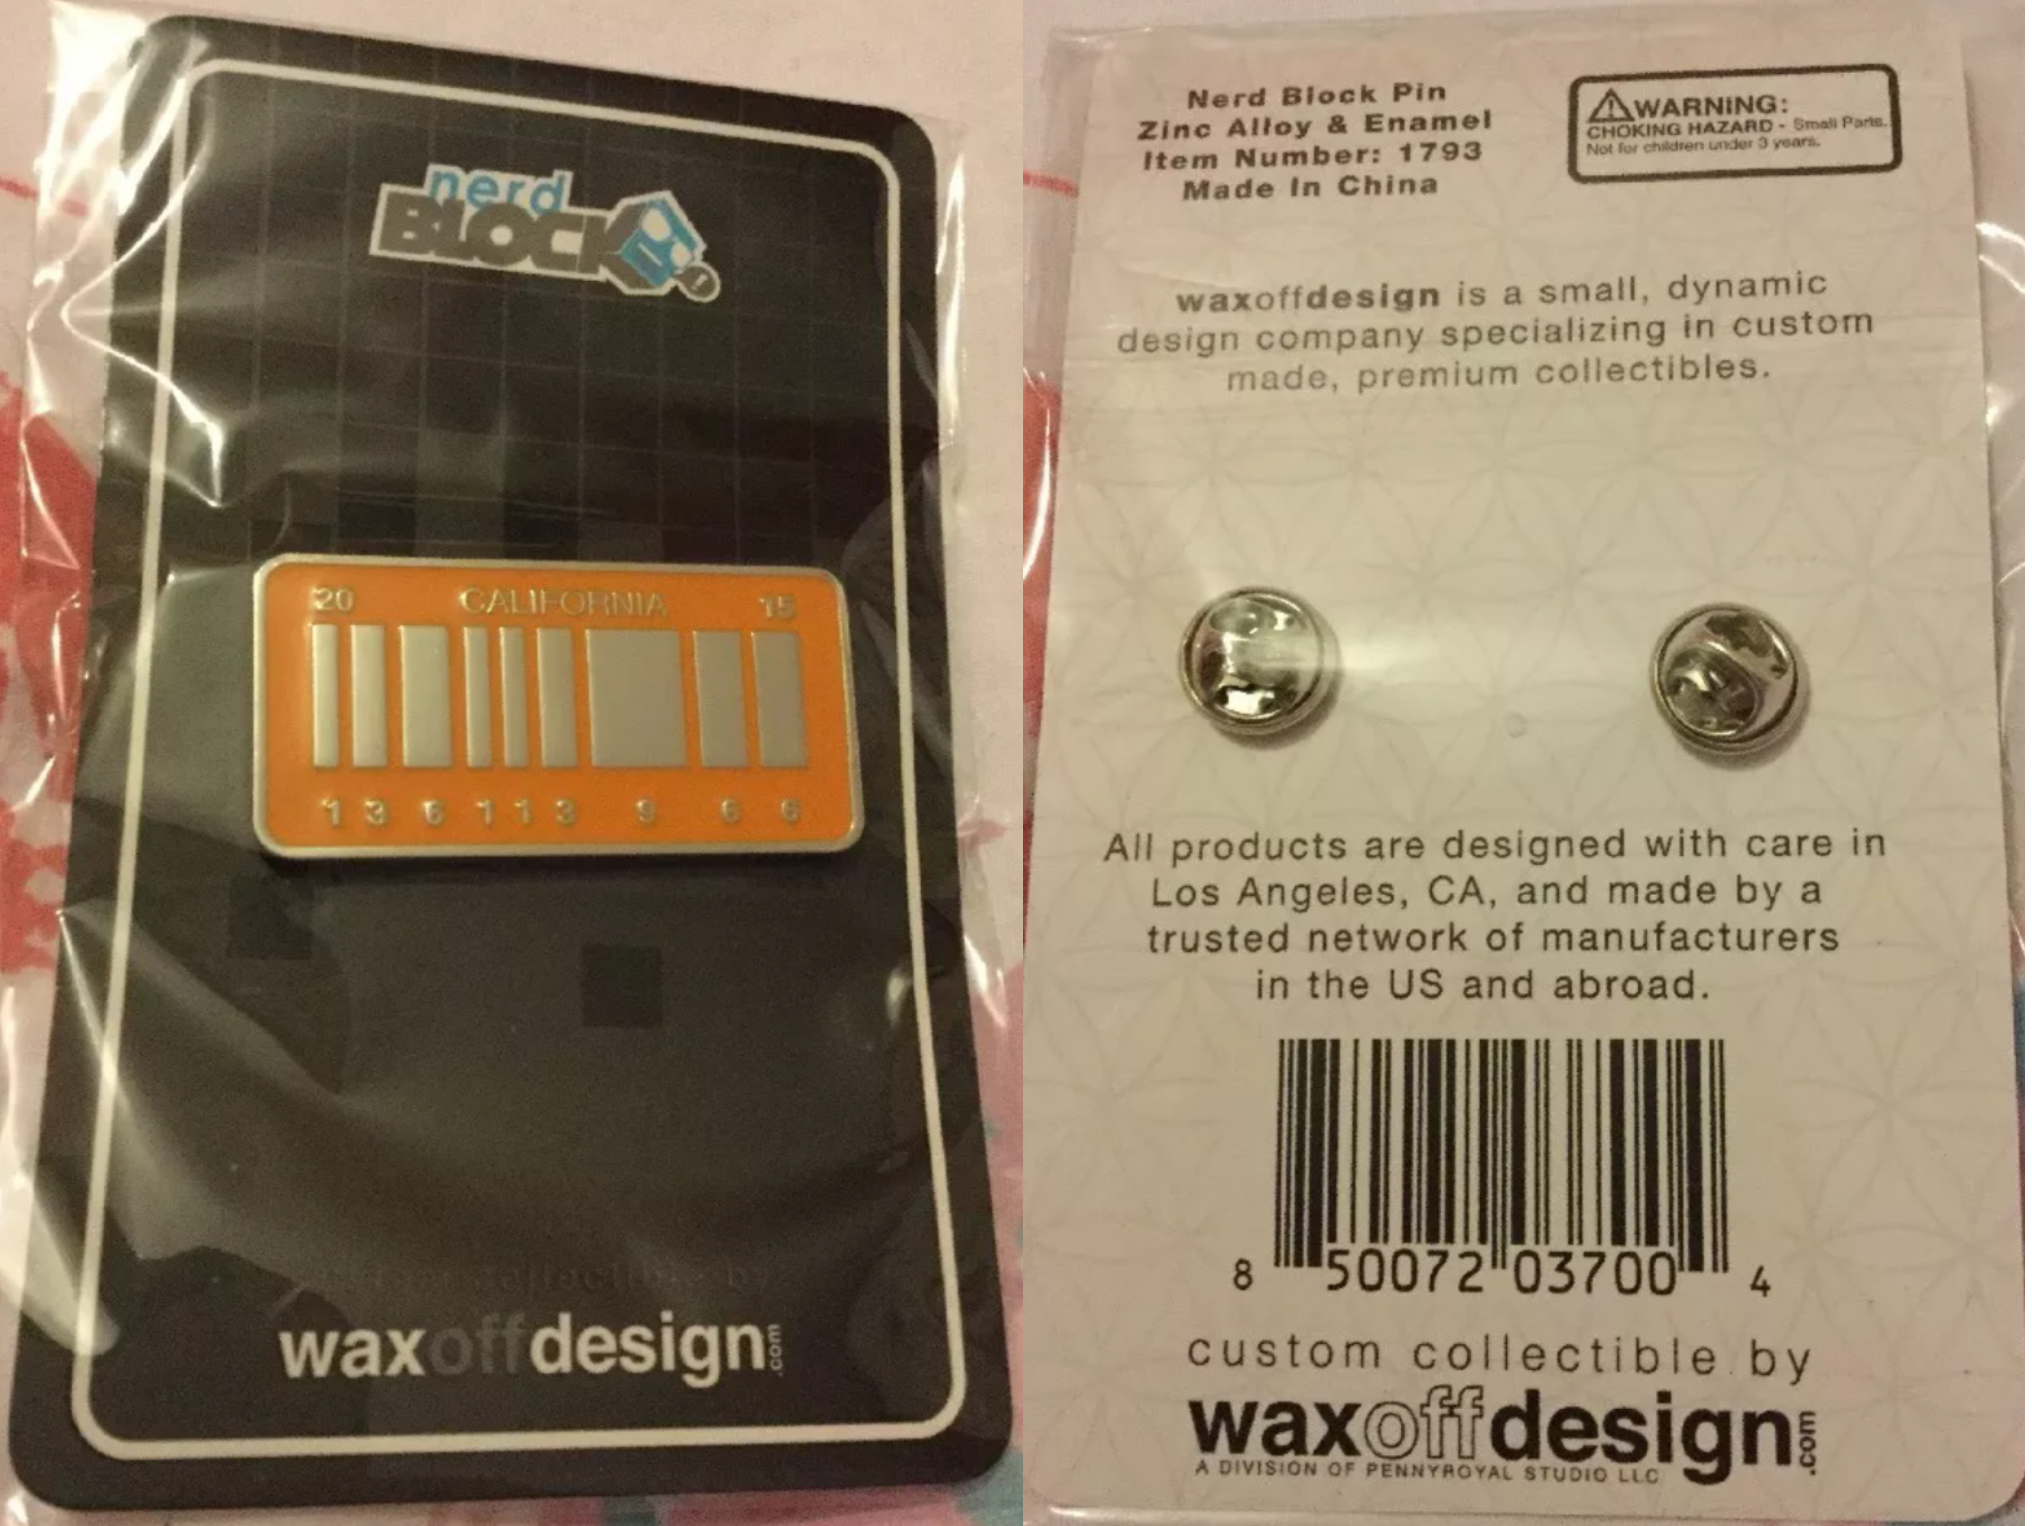 nerd
BLOCK
20 CALIFORNIA 15
1 3 6 1 1 3 9 6 6
custom collectible by
waxoffdesign.com
Nerd Block Pin
Zinc Alloy & Enamel
Item Number: 1793
Made In China
WARNING:
CHOKING HAZARD - Small Parts.
Not for children under 3 years.
waxoffdesign is a small, dynamic
design company specializing in custom
made, premium collectibles.
All products are designed with care in
Los Angeles, CA, and made by a
trusted network of manufacturers
in the US and abroad.
8 50072 03700 4
custom collectible by
waxoffdesign.com
A DIVISION OF PENNYROYAL STUDIO LLC